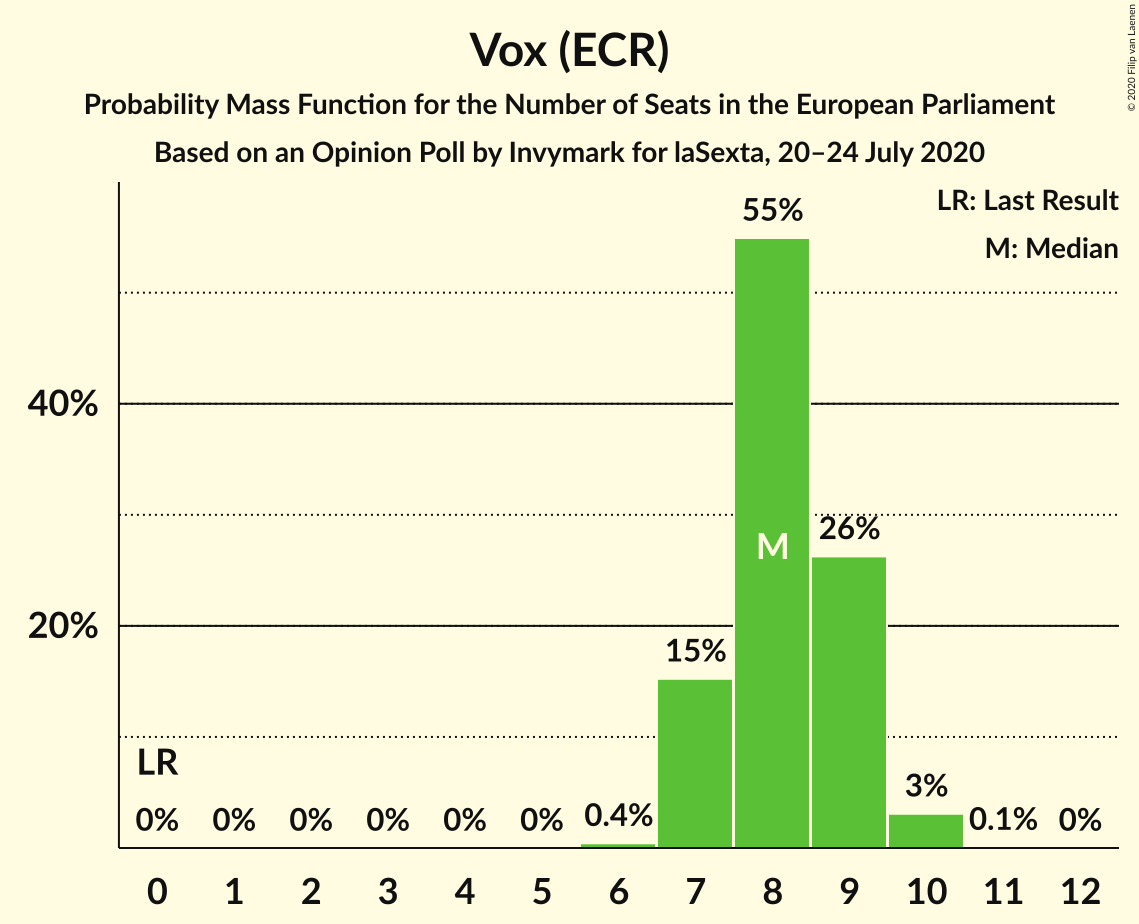 Vox (ECR)
Probability Mass Function for the Number of Seats in the European Parliament
Based on an Opinion Poll by Invymark for laSexta, 20–24 July 2020
© 2020 Filip van Laenen
LR: Last Result
M: Median
55%
40%
M
26%
20%
15%
LR
3%
0% 0% 0% 0% 0% 0% 0.4% 0.1% 0%
0 1 2 3 4 5 6 7 8 9 10 11 12